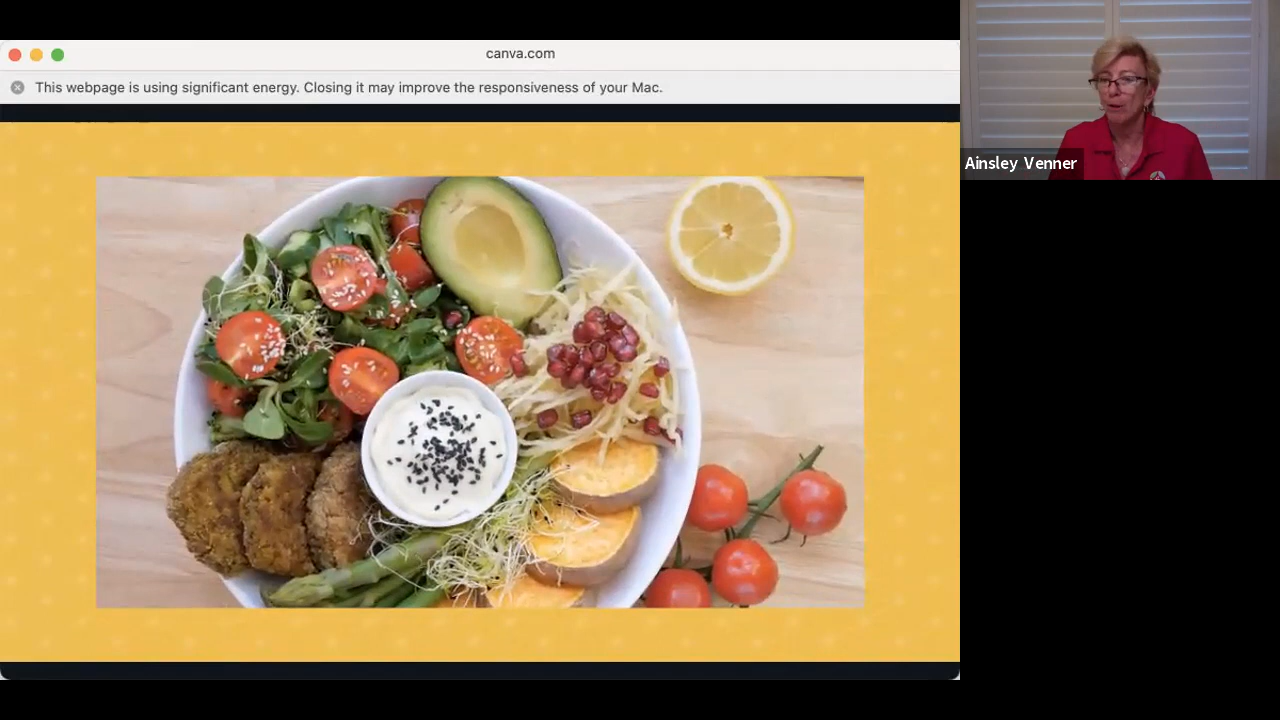 canva.com
This webpage is using significant energy. Closing it may improve the responsiveness of your Mac.
Ainsley Venner